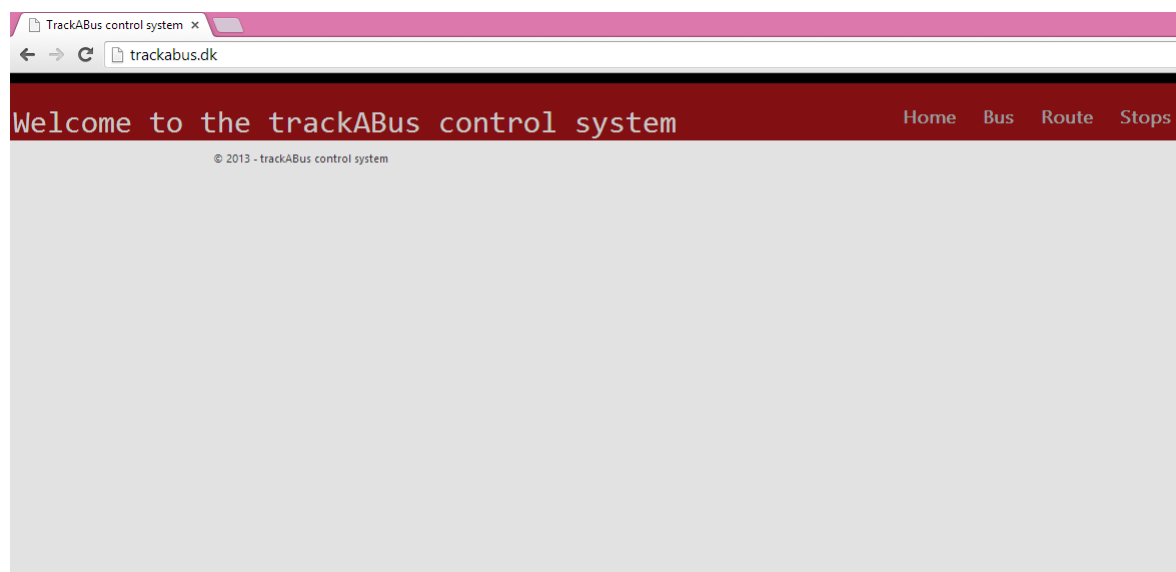 TrackABus control system
trackabus.dk
Welcome to the trackABus control system
Home Bus Route Stops
© 2013 - trackABus control system